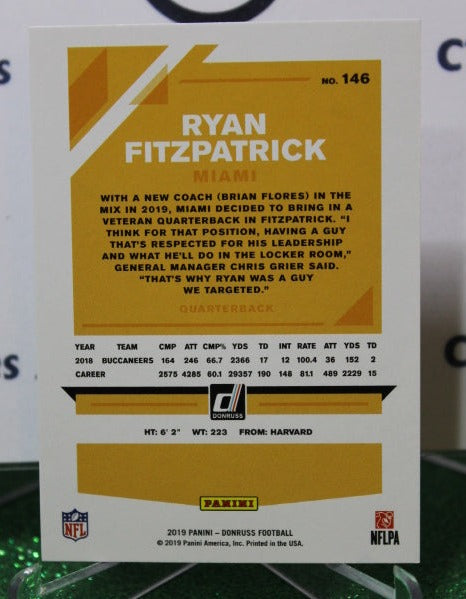 NO. 146
RYAN
FITZPATRICK
MIAMI
WITH A NEW COACH (BRIAN FLORES) IN THE
MIX IN 2019, MIAMI DECIDED TO BRING IN A
VETERAN QUARTERBACK IN FITZPATRICK. “I
THINK FOR THAT POSITION, HAVING A GUY
THAT'S RESPECTED FOR HIS LEADERSHIP
AND WHAT HE'LL DO IN THE LOCKER ROOM,”
GENERAL MANAGER CHRIS GRIER SAID.
“THAT'S WHY RYAN WAS A GUY
WE TARGETED.”
QUARTERBACK
YEAR TEAM CMP ATT CMP% YDS TD INT RATE ATT YDS TD
2018 BUCCANEERS 164 246 66.7 2366 17 12 100.4 36 152 2
CAREER 2575 4285 60.1 29357 190 148 81.1 489 2229 15
d
DONRUSS
HT: 6' 2" WT: 223 FROM: HARVARD
PANINI
NFL
NFLPA
2019 PANINI – DONRUSS FOOTBALL
© 2019 Panini America, Inc. Printed in the USA.